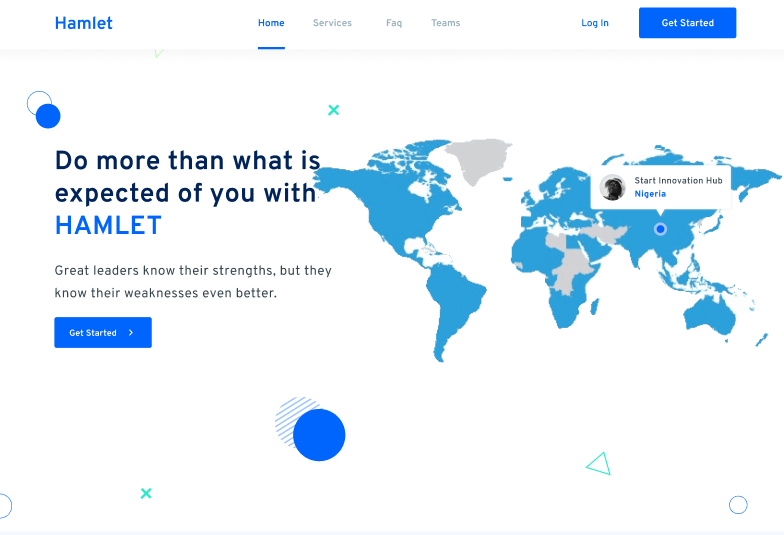 Hamlet
Home
Services
Faq
Teams
Log In
Get Started
Do more than what is
expected of you with
HAMLET
Great leaders know their strengths, but they
know their weaknesses even better.
Get Started
Start Innovation Hub
Nigeria